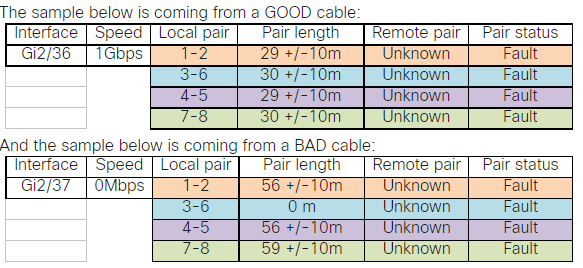 The sample below is coming from a GOOD cable:
Interface Speed Local pair Pair length Remote pair Pair status
Gi2/36 1Gbps 1-2 29 +/-10m Unknown Fault
3-6 30 +/-10m Unknown Fault
4-5 29 +/-10m Unknown Fault
7-8 30 +/-10m Unknown Fault
And the sample below is coming from a BAD cable:
Interface Speed Local pair Pair length Remote pair Pair status
Gi2/37 0Mbps 1-2 56 +/-10m Unknown Fault
3-6 0 m Unknown Fault
4-5 56 +/-10m Unknown Fault
7-8 59 +/-10m Unknown Fault